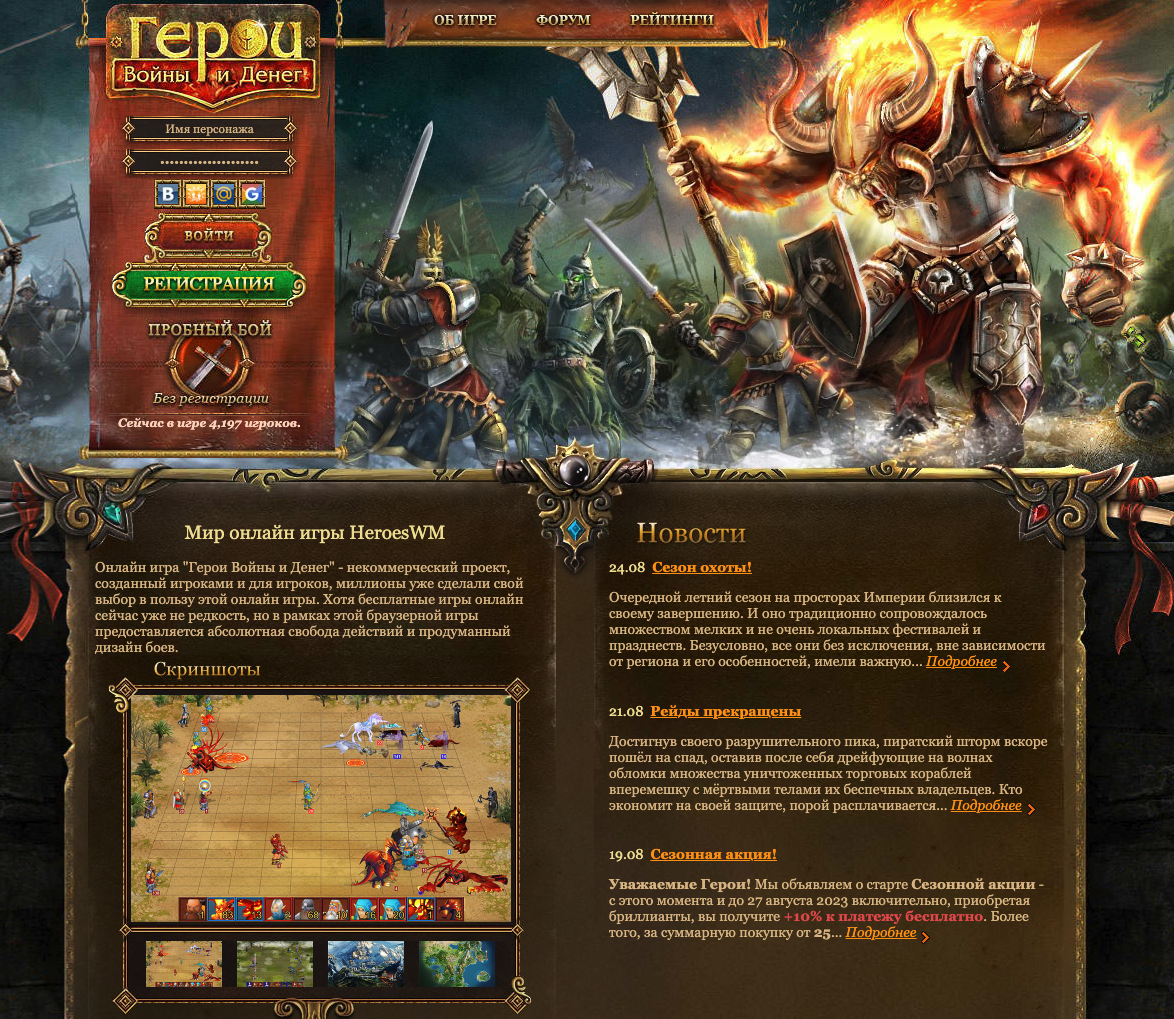 Герои
Войны и Денег
ОБ ИГРЕ ФОРУМ РЕЙТИНГИ
Имя персонажа
ВОЙТИ
РЕГИСТРАЦИЯ
ПРОБНЫЙ БОЙ
Без регистрации
Сейчас в игре 4,197 игроков.
Мир онлайн игры HeroesWM
Онлайн игра "Герои Войны и Денег" - некоммерческий проект,
созданный игроками и для игроков, миллионы уже сделали свой
выбор в пользу этой онлайн игры. Хотя бесплатные игры онлайн
сейчас уже не редкость, но в рамках этой браузерной игры
предоставляется абсолютная свобода действий и продуманный
дизайн боев.
Скриншоты
Новости
24.08 Сезон охоты!
Очередной летний сезон на просторах Империи близился к
своему завершению. И оно традиционно сопровождалось
множеством мелких и не очень локальных фестивалей и
празднеств. Безусловно, все они без исключения, вне зависимости
от региона и его особенностей, имели важную... Подробнее
21.08 Рейды прекращены
Достигнув своего разрушительного пика, пиратский шторм вскоре
пошёл на спад, оставив после себя дрейфующие на волнах
обломки множества уничтоженных торговых кораблей
вперемешку с мёртвыми телами их беспечных владельцев. Кто
экономит на своей защите, порой расплачивается... Подробнее
19.08 Сезонная акция!
Уважаемые Герои! Мы объявляем о старте Сезонной акции -
с этого момента и до 27 августа 2023 включительно, приобретая
бриллианты, вы получите +10% к платежу бесплатно. Более
того, за суммарную покупку от 25... Подробнее